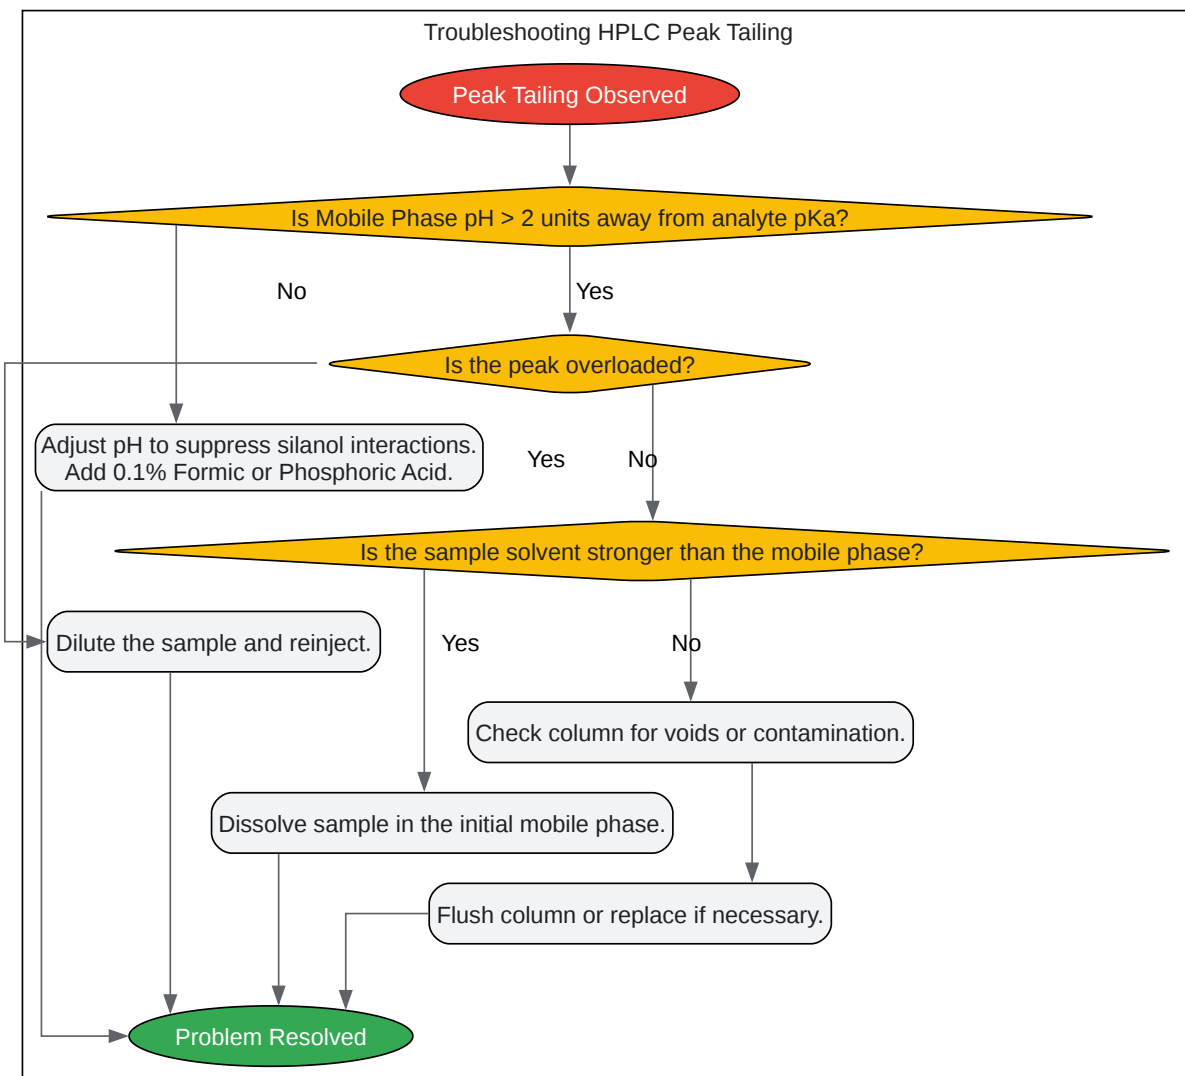 Troubleshooting HPLC Peak Tailing
Peak Tailing Observed
Is Mobile Phase pH > 2 units away from analyte pKa?
No
Yes
Is the peak overloaded?
Adjust pH to suppress silanol interactions.
Add 0.1% Formic or Phosphoric Acid.
Yes
No
Is the sample solvent stronger than the mobile phase?
Dilute the sample and reinject.
Yes
No
Check column for voids or contamination.
Dissolve sample in the initial mobile phase.
Flush column or replace if necessary.
Problem Resolved